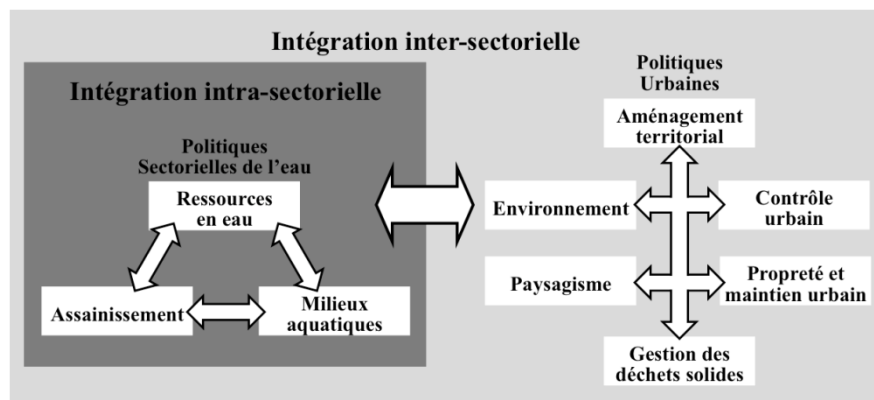 Intégration inter-sectorielle
Intégration intra-sectorielle
Politiques
Sectorielles de l’eau
Ressources
en eau
Assainissement
Milieux
aquatiques
Politiques
Urbaines
Aménagement
territorial
Environnement
Contrôle
urbain
Paysagisme
Propreté et
maintien urbain
Gestion des
déchets solides